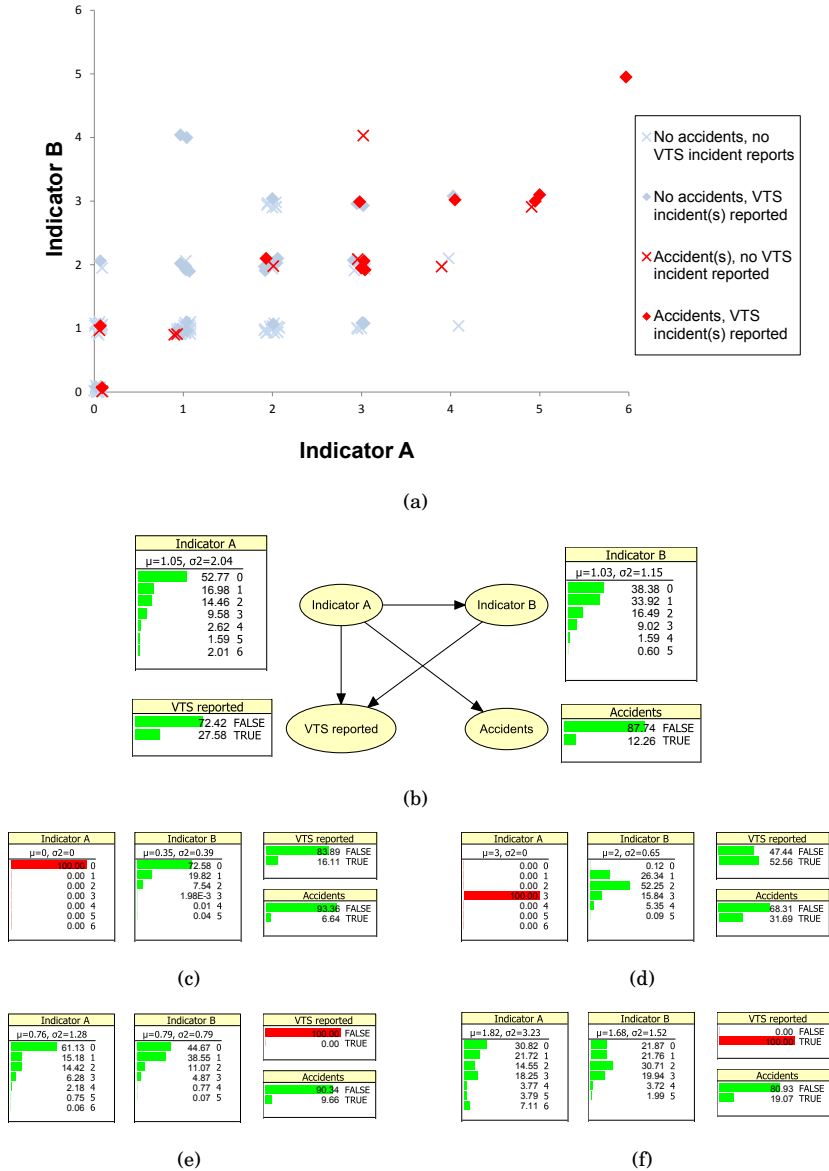 6
5
4
3
2
1
0
Indicator B
0 1 2 3 4 5 6
Indicator A
No accidents, no
VTS incident reports
No accidents, VTS
incident(s) reported
Accident(s), no VTS
incident reported
Accidents, VTS
incident(s) reported
(a)
Indicator A
μ=1.05, σ2=2.04
52.77 0
16.98 1
14.46 2
9.58 3
2.62 4
1.59 5
2.01 6
Indicator A
Indicator B
Indicator B
μ=1.03, σ2=1.15
38.38 0
33.92 1
16.49 2
9.02 3
1.59 4
0.60 5
VTS reported
72.42 FALSE
27.58 TRUE
VTS reported
Accidents
Accidents
87.74 FALSE
12.26 TRUE
(b)
Indicator A
μ=0, σ2=0
100.00 0
0.00 1
0.00 2
0.00 3
0.00 4
0.00 5
0.00 6
Indicator B
μ=0.35, σ2=0.39
72.58 0
19.82 1
7.54 2
1.98E-3 3
0.01 4
0.04 5
VTS reported
83.89 FALSE
16.11 TRUE
Accidents
93.36 FALSE
6.64 TRUE
(c)
Indicator A
μ=3, σ2=0
0.00 0
0.00 1
0.00 2
100.00 3
0.00 4
0.00 5
0.00 6
Indicator B
μ=2, σ2=0.65
0.12 0
26.34 1
52.25 2
15.84 3
5.35 4
0.09 5
VTS reported
47.44 FALSE
52.56 TRUE
Accidents
68.31 FALSE
31.69 TRUE
(d)
Indicator A
μ=0.76, σ2=1.28
61.13 0
15.18 1
14.42 2
6.28 3
2.18 4
0.75 5
0.06 6
Indicator B
μ=0.79, σ2=0.79
44.67 0
38.55 1
11.07 2
4.87 3
0.77 4
0.07 5
VTS reported
100.00 FALSE
0.00 TRUE
Accidents
90.34 FALSE
9.66 TRUE
(e)
Indicator A
μ=1.82, σ2=3.23
30.82 0
21.72 1
14.55 2
18.25 3
3.77 4
3.79 5
7.11 6
Indicator B
μ=1.68, σ2=1.52
21.87 0
21.76 1
30.71 2
19.94 3
3.72 4
1.99 5
VTS reported
0.00 FALSE
100.00 TRUE
Accidents
80.93 FALSE
19.07 TRUE
(f)